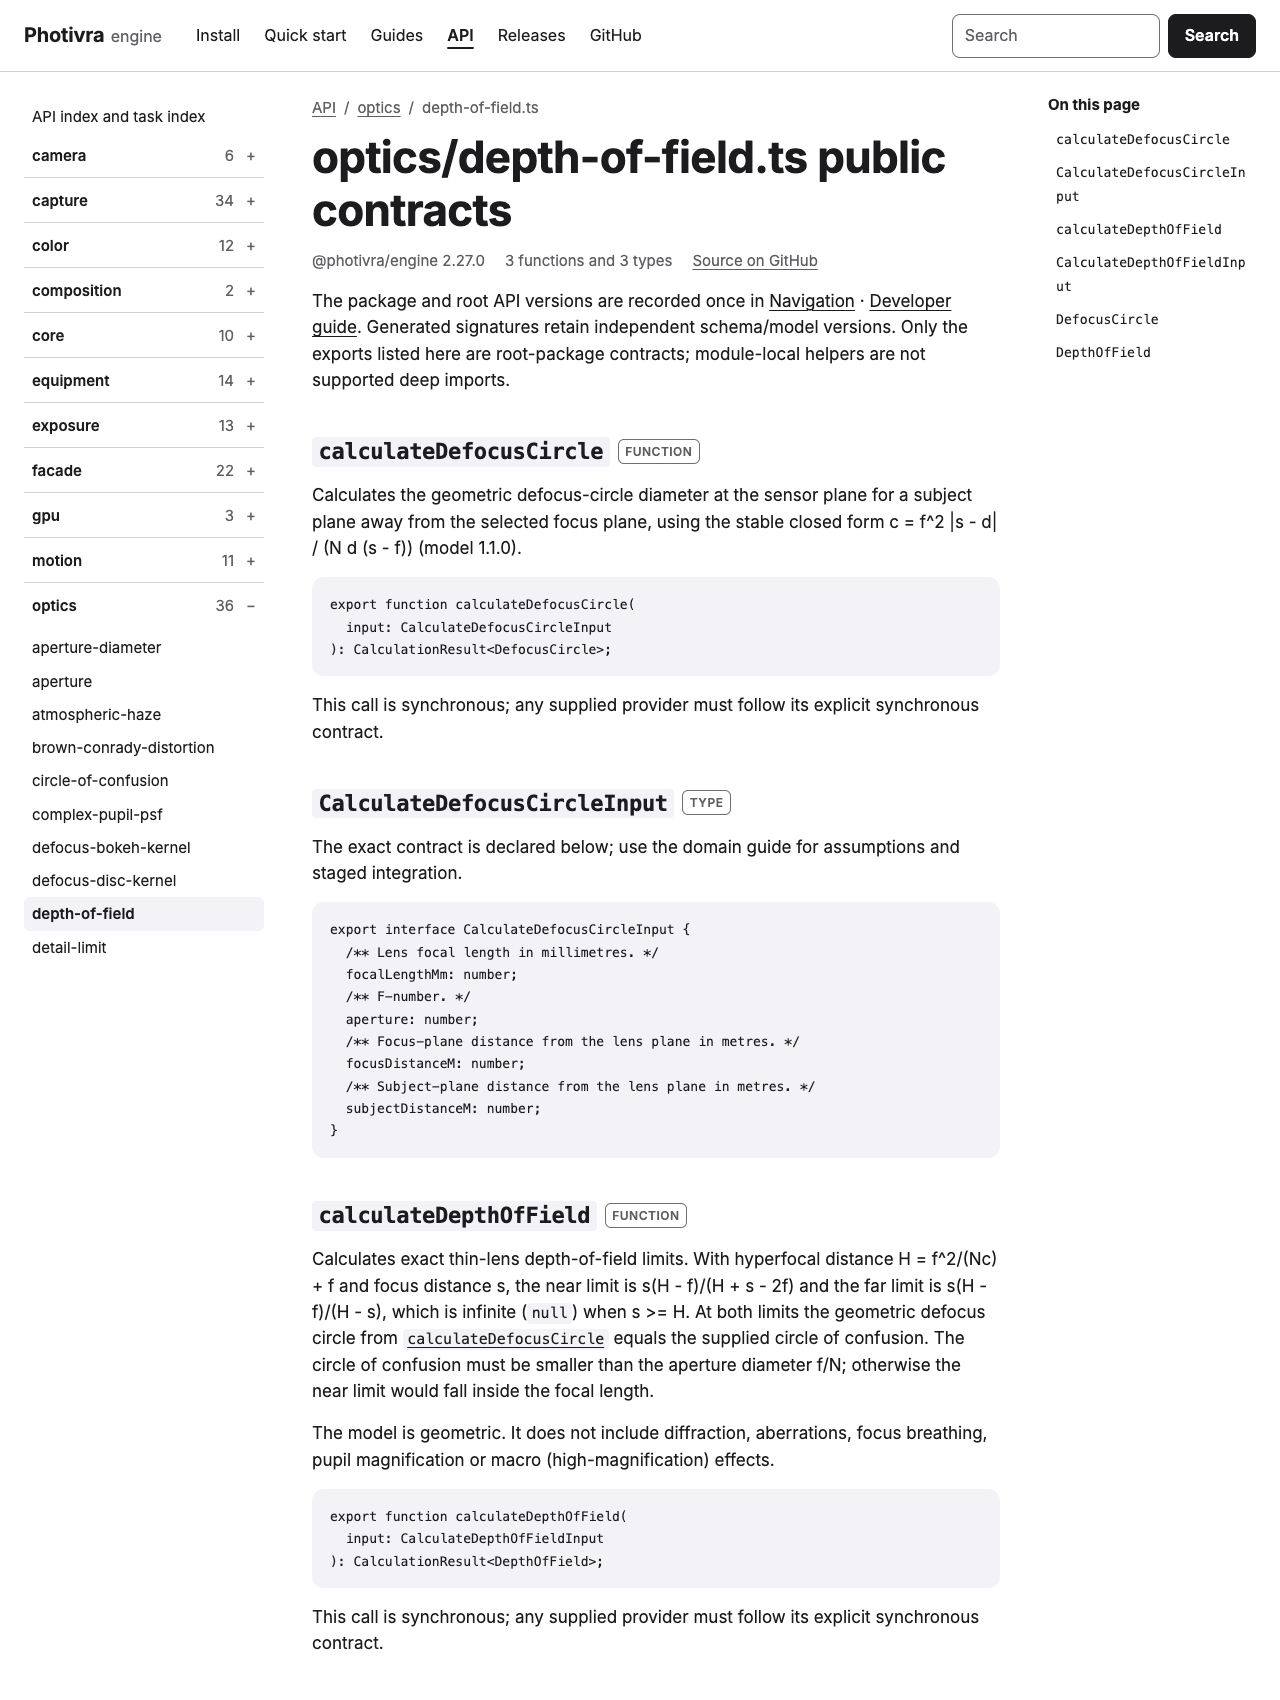 Photivra engine
Install
Quick start
Guides
API
Releases
GitHub
Search
Search
API index and task index
camera 6 +
capture 34 +
color 12 +
composition 2 +
core 10 +
equipment 14 +
exposure 13 +
facade 22 +
gpu 3 +
motion 11 +
optics 36 −
aperture-diameter
aperture
atmospheric-haze
brown-conrady-distortion
circle-of-confusion
complex-pupil-psf
defocus-bokeh-kernel
defocus-disc-kernel
depth-of-field
detail-limit
API / optics / depth-of-field.ts
optics/depth-of-field.ts public
contracts
@photivra/engine 2.27.0 3 functions and 3 types Source on GitHub
The package and root API versions are recorded once in Navigation · Developer
guide. Generated signatures retain independent schema/model versions. Only the
exports listed here are root-package contracts; module-local helpers are not
supported deep imports.
calculateDefocusCircle FUNCTION
Calculates the geometric defocus-circle diameter at the sensor plane for a subject
plane away from the selected focus plane, using the stable closed form c = f^2 |s - d|
/ (N d (s - f)) (model 1.1.0).
export function calculateDefocusCircle(
  input: CalculateDefocusCircleInput
): CalculationResult<DefocusCircle>;
This call is synchronous; any supplied provider must follow its explicit synchronous
contract.
CalculateDefocusCircleInput TYPE
The exact contract is declared below; use the domain guide for assumptions and
staged integration.
export interface CalculateDefocusCircleInput {
  /** Lens focal length in millimetres. */
  focalLengthMm: number;
  /** F-number. */
  aperture: number;
  /** Focus-plane distance from the lens plane in metres. */
  focusDistanceM: number;
  /** Subject-plane distance from the lens plane in metres. */
  subjectDistanceM: number;
}
calculateDepthOfField FUNCTION
Calculates exact thin-lens depth-of-field limits. With hyperfocal distance H = f^2/(Nc)
+ f and focus distance s, the near limit is s(H - f)/(H + s - 2f) and the far limit is s(H -
f)/(H - s), which is infinite (null) when s >= H. At both limits the geometric defocus
circle from calculateDefocusCircle equals the supplied circle of confusion. The
circle of confusion must be smaller than the aperture diameter f/N; otherwise the
near limit would fall inside the focal length.
The model is geometric. It does not include diffraction, aberrations, focus breathing,
pupil magnification or macro (high-magnification) effects.
export function calculateDepthOfField(
  input: CalculateDepthOfFieldInput
): CalculationResult<DepthOfField>;
This call is synchronous; any supplied provider must follow its explicit synchronous
contract.
On this page
calculateDefocusCircle
CalculateDefocusCircleIn
put
calculateDepthOfField
CalculateDepthOfFieldInp
ut
DefocusCircle
DepthOfField